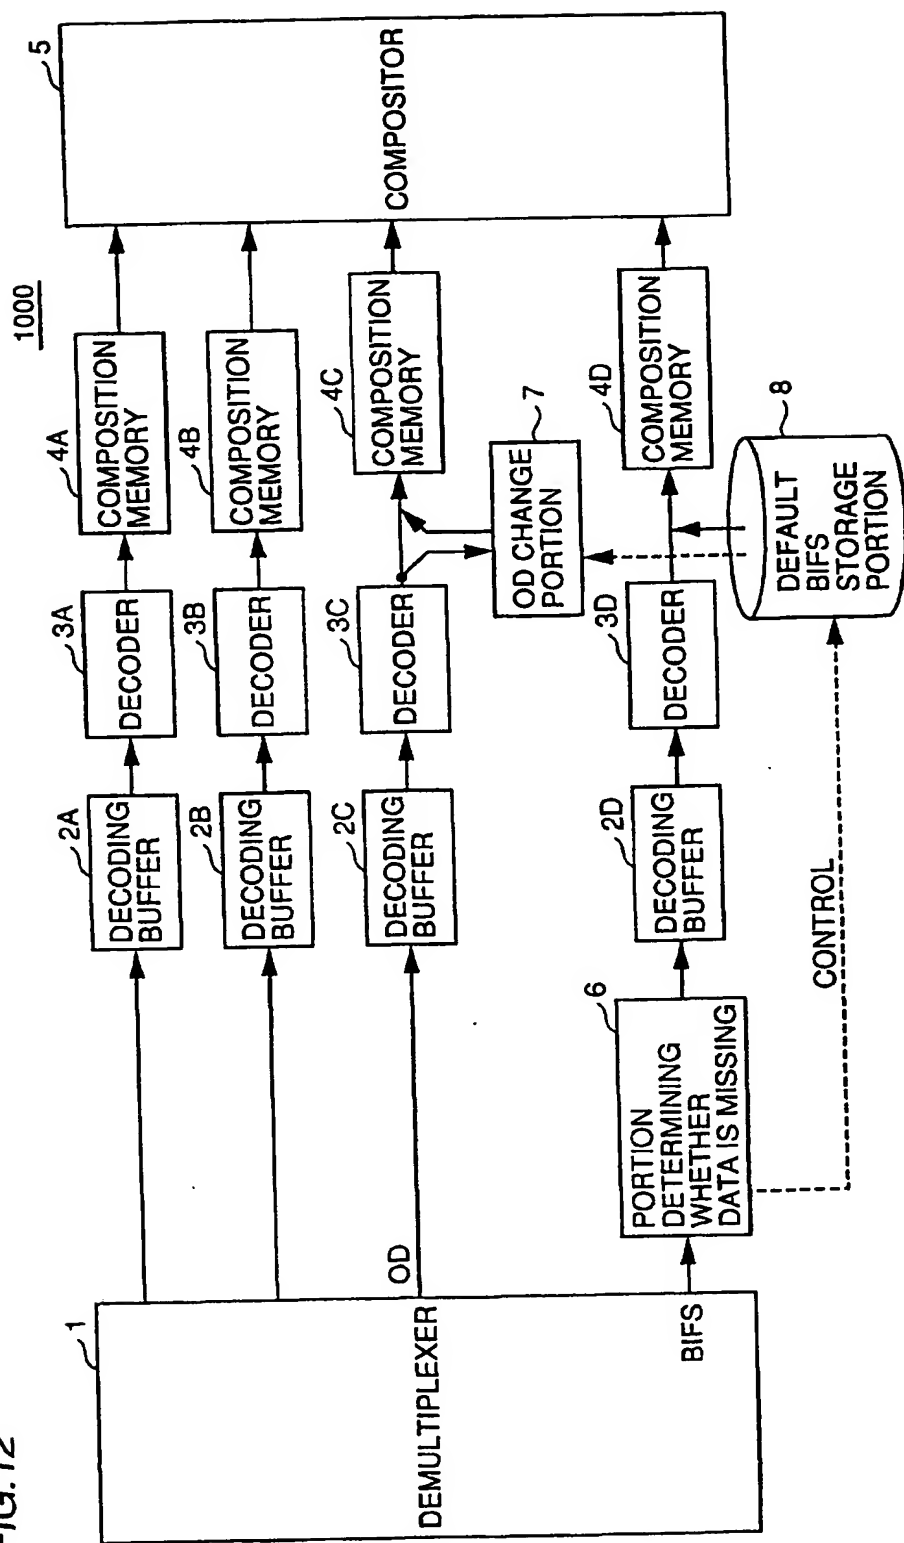 FIG. 12
1000
1
DEMULTIPLEXER
OD
BIFS
2A
DECODING
BUFFER
3A
DECODER
4A
COMPOSITION
MEMORY
5
COMPOSITOR
2B
DECODING
BUFFER
3B
DECODER
4B
COMPOSITION
MEMORY
2C
DECODING
BUFFER
3C
DECODER
4C
COMPOSITION
MEMORY
7
OD CHANGE
PORTION
6
PORTION
DETERMINING
WHETHER
DATA IS MISSING
2D
DECODING
BUFFER
3D
DECODER
4D
COMPOSITION
MEMORY
CONTROL
8
DEFAULT
BIFS
STORAGE
PORTION